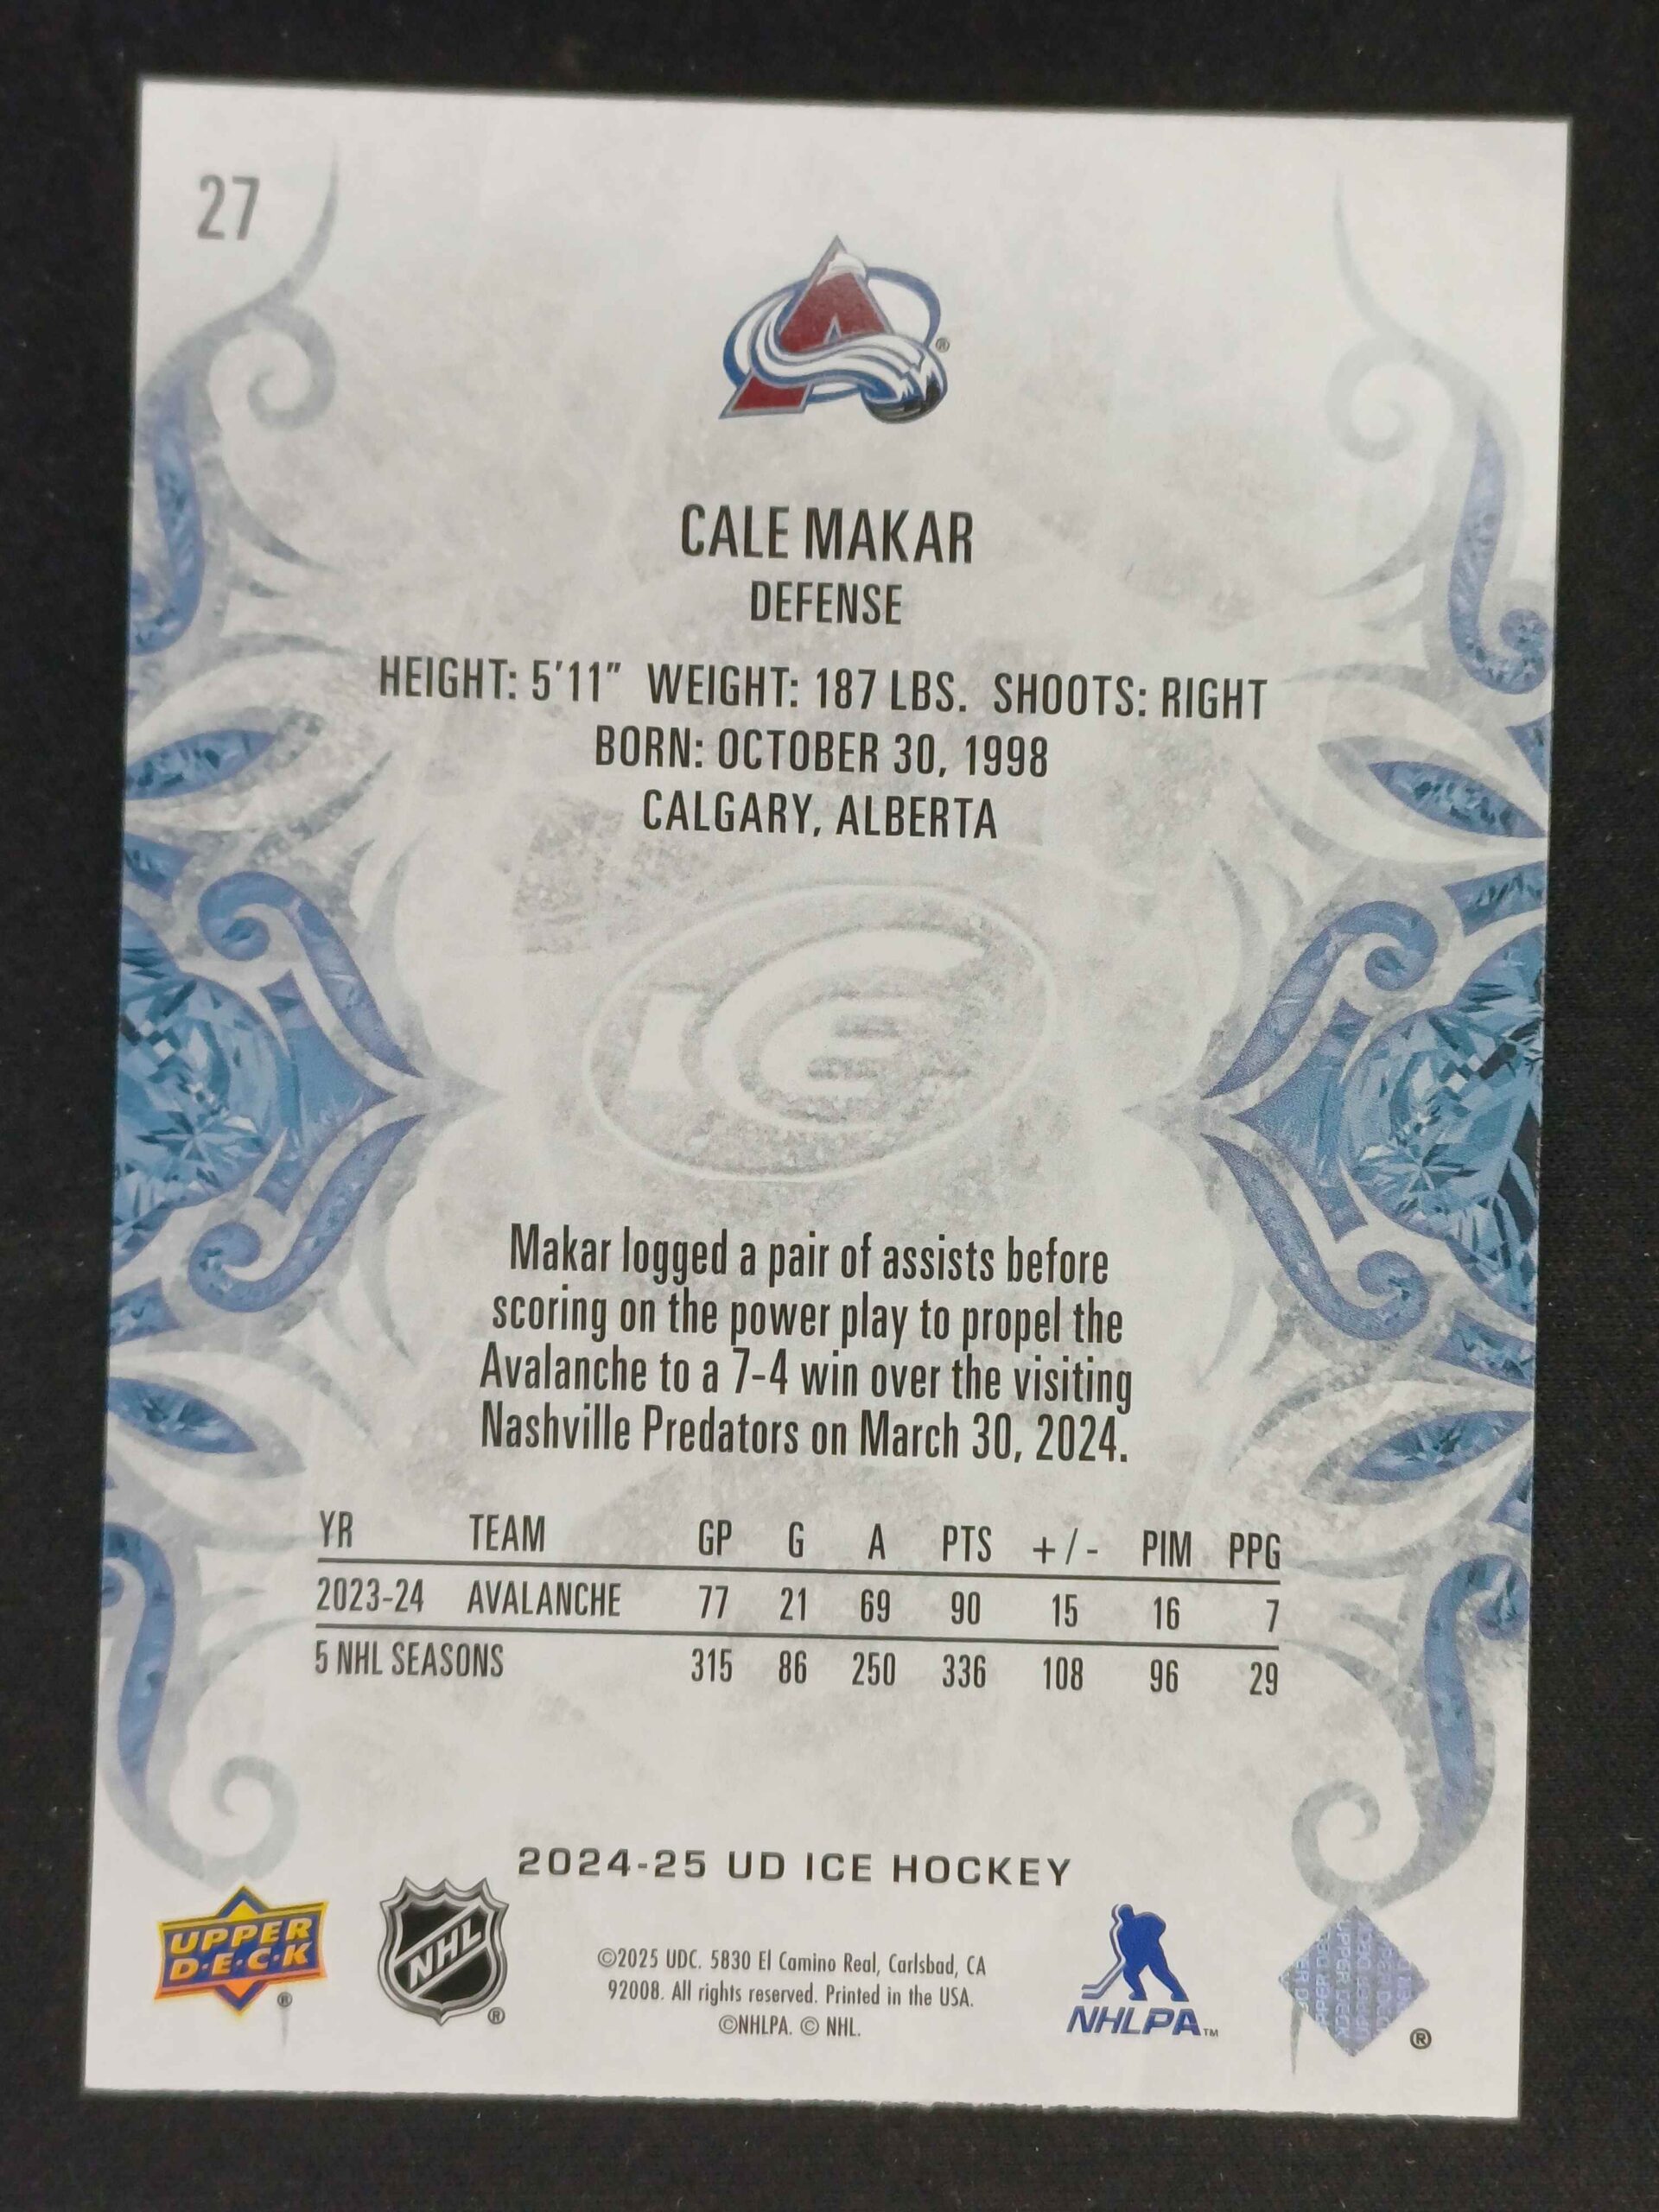 27
CALE MAKAR
DEFENSE
HEIGHT: 5'11" WEIGHT: 187 LBS. SHOOTS: RIGHT
BORN: OCTOBER 30, 1998
CALGARY, ALBERTA
ICE
Makar logged a pair of assists before
scoring on the power play to propel the
Avalanche to a 7-4 win over the visiting
Nashville Predators on March 30, 2024.
YR TEAM GP G A PTS +/- PIM PPG
2023-24 AVALANCHE 77 21 69 90 15 16 7
5 NHL SEASONS 315 86 250 336 108 96 29
2024-25 UD ICE HOCKEY
UPPER
D·E·C·K
®
NHL
®
©2025 UDC. 5830 El Camino Real, Carlsbad, CA
92008. All rights reserved. Printed in the USA.
©NHLPA. © NHL.
NHLPA™
®